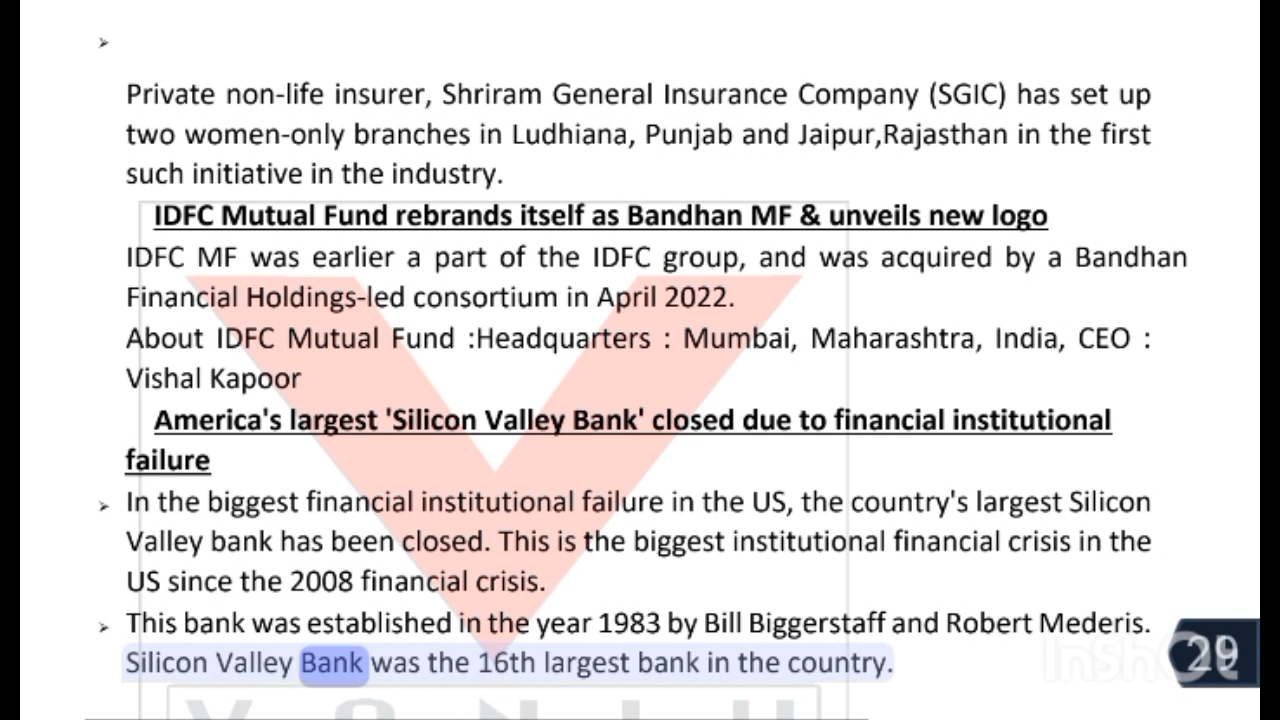 Private non-life insurer, Shriram General Insurance Company (SGIC) has set up
two women-only branches in Ludhiana, Punjab and Jaipur,Rajasthan in the first
such initiative in the industry.
IDFC Mutual Fund rebrands itself as Bandhan MF & unveils new logo
IDFC MF was earlier a part of the IDFC group, and was acquired by a Bandhan
Financial Holdings-led consortium in April 2022.
About IDFC Mutual Fund :Headquarters : Mumbai, Maharashtra, India, CEO :
Vishal Kapoor
America's largest 'Silicon Valley Bank' closed due to financial institutional
failure
➢ In the biggest financial institutional failure in the US, the country's largest Silicon
Valley bank has been closed. This is the biggest institutional financial crisis in the
US since the 2008 financial crisis.
➢ This bank was established in the year 1983 by Bill Biggerstaff and Robert Mederis.
Silicon Valley Bank was the 16th largest bank in the country.
29